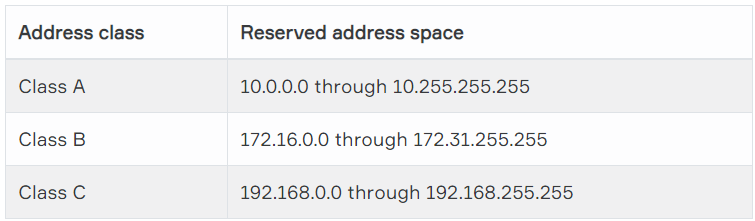 Address class Reserved address space
Class A 10.0.0.0 through 10.255.255.255
Class B 172.16.0.0 through 172.31.255.255
Class C 192.168.0.0 through 192.168.255.255